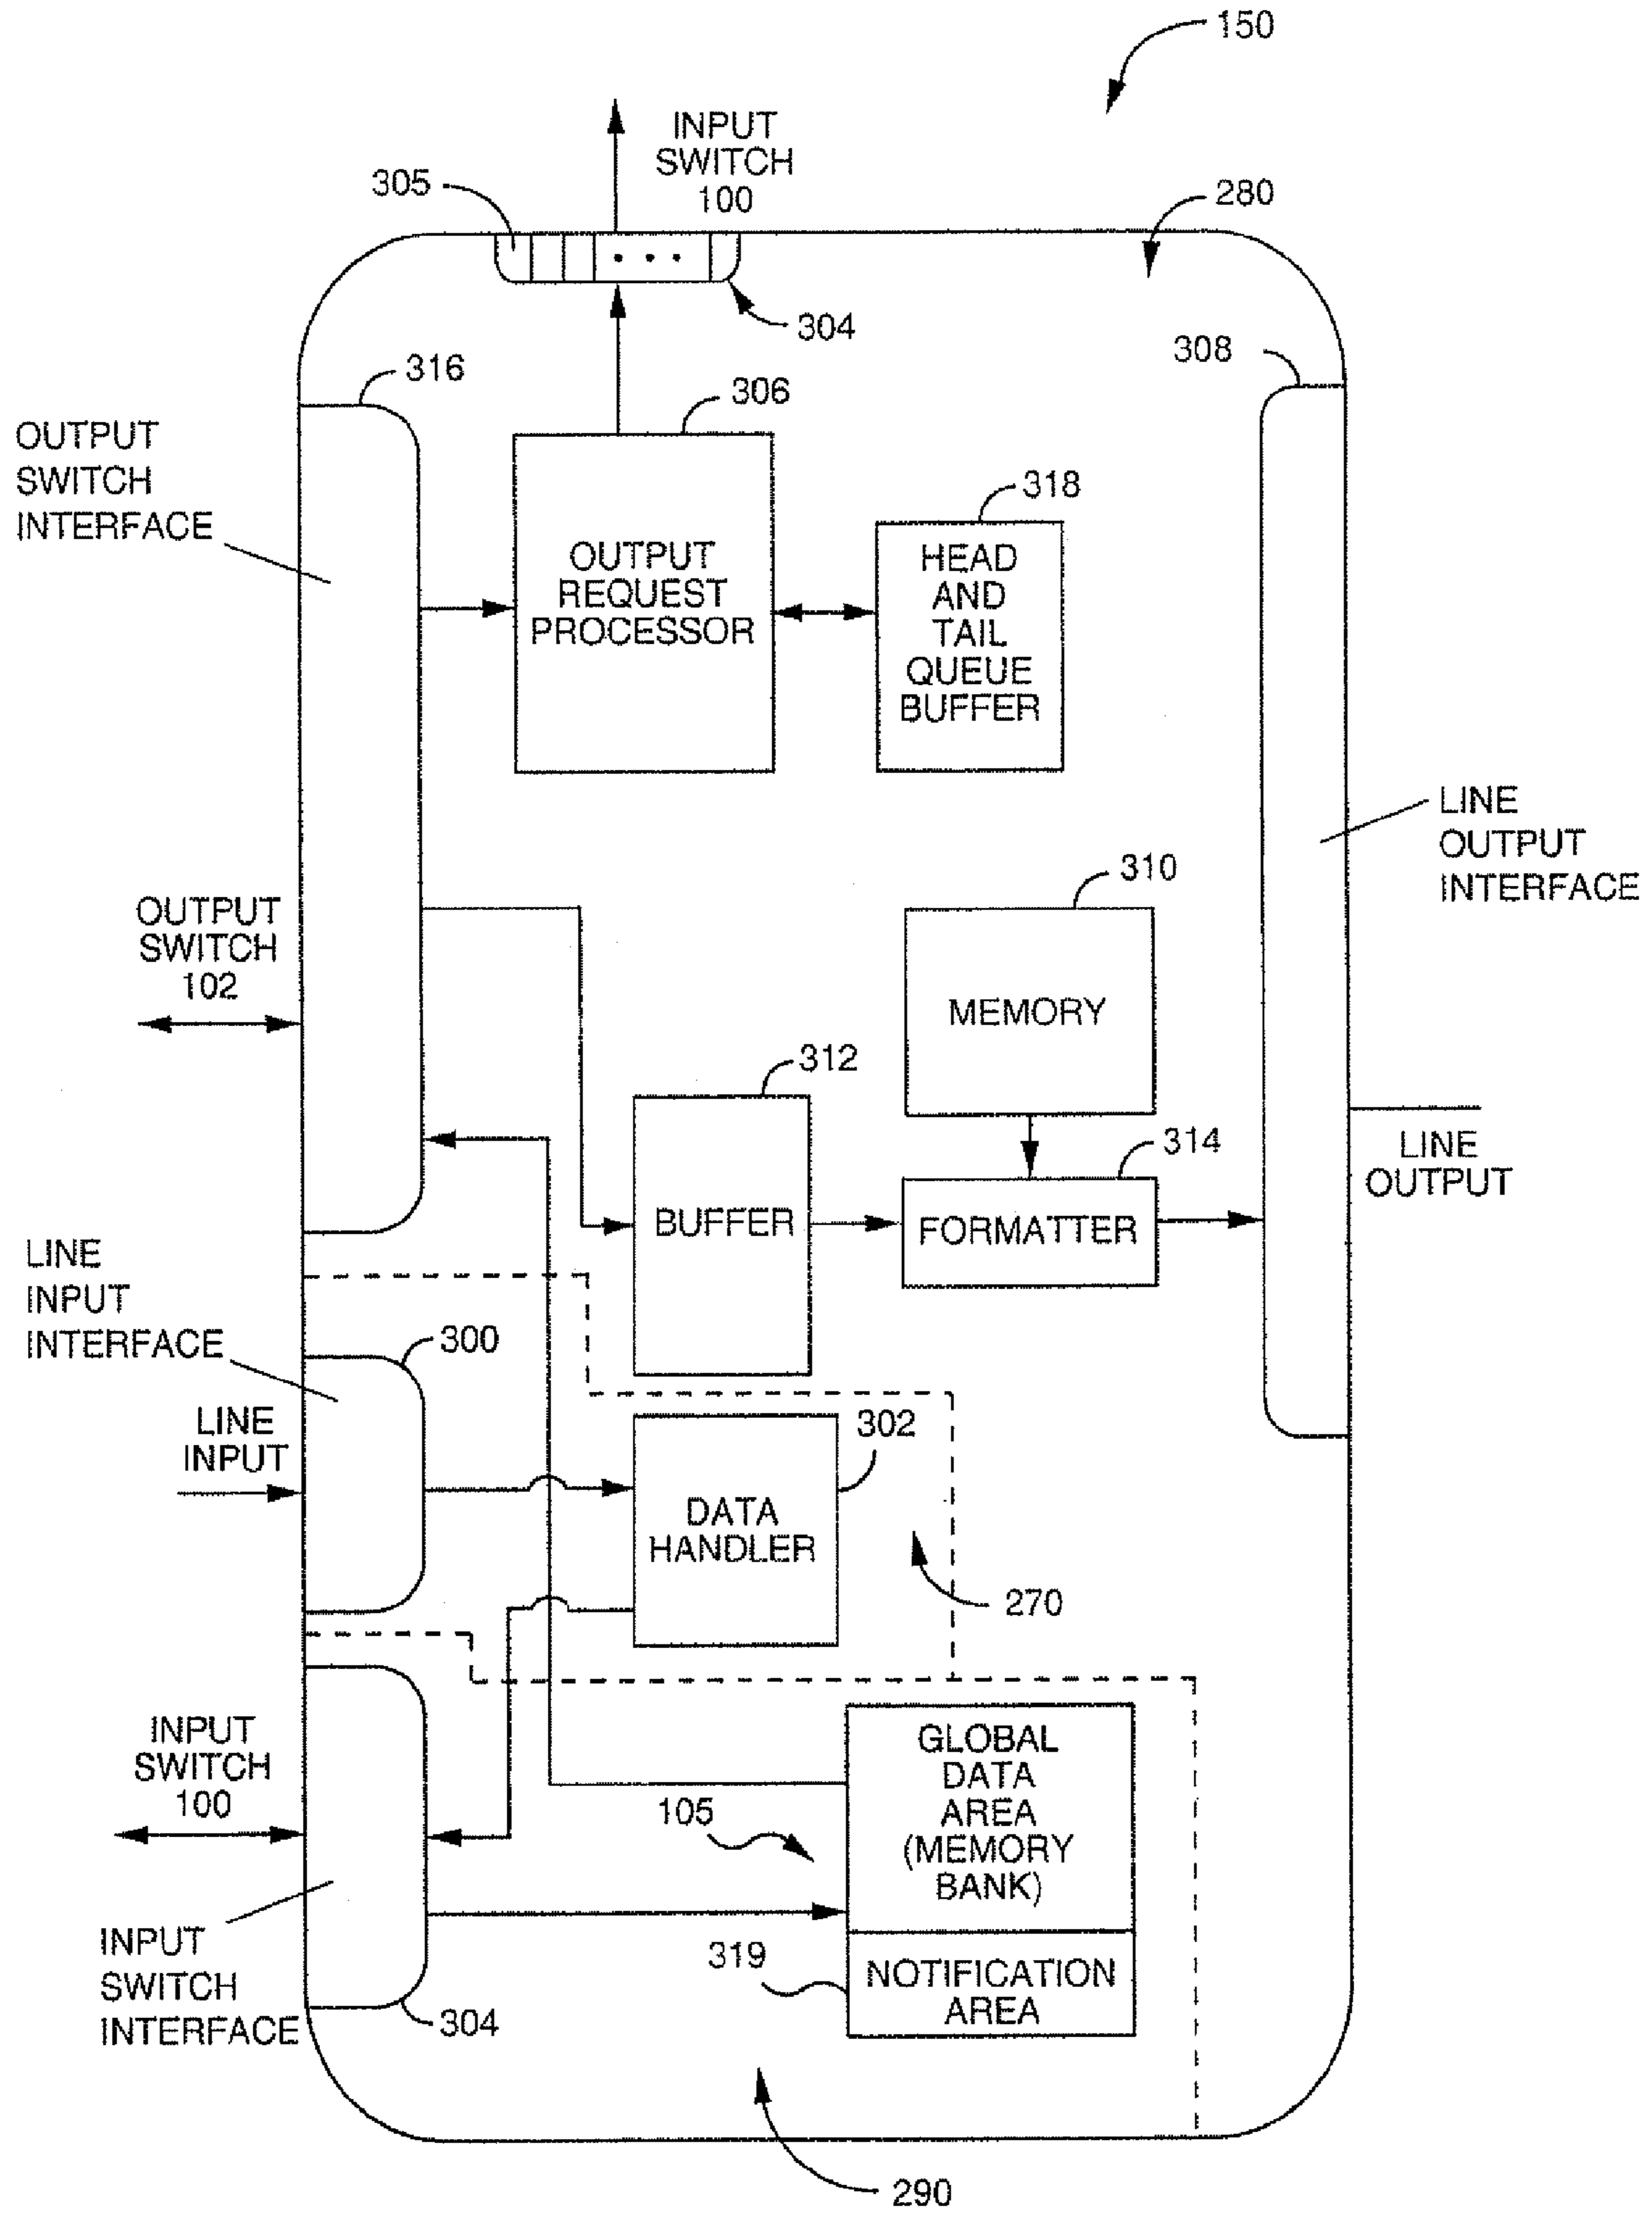 150
INPUT
SWITCH
100
305
280
304
308
316
306
OUTPUT
SWITCH
INTERFACE
318
OUTPUT
REQUEST
PROCESSOR
HEAD
AND
TAIL
QUEUE
BUFFER
LINE
OUTPUT
INTERFACE
310
OUTPUT
SWITCH
102
MEMORY
312
314
LINE
OUTPUT
BUFFER
FORMATTER
LINE
INPUT
INTERFACE
300
LINE
INPUT
302
DATA
HANDLER
270
INPUT
SWITCH
100
GLOBAL
DATA
AREA
(MEMORY
BANK)
105
319
NOTIFICATION
AREA
INPUT
SWITCH
INTERFACE
304
290